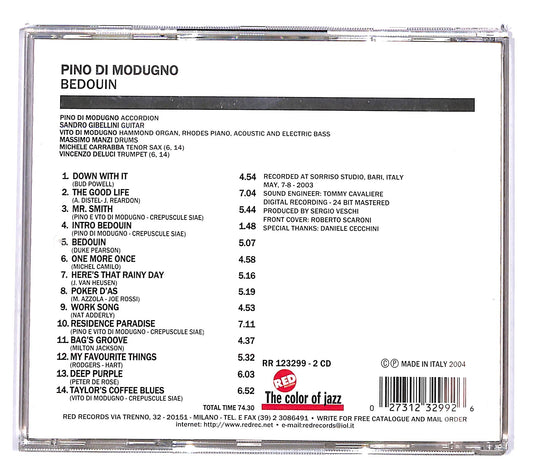 PINO DI MODUGNO
BEDOUIN
PINO DI MODUGNO ACCORDION
SANDRO GIBELLINI GUITAR
VITO DI MODUGNO HAMMOND ORGAN, RHODES PIANO, ACOUSTIC AND ELECTRIC BASS
MASSIMO MANZI DRUMS
MICHELE CARRABBA TENOR SAX (6, 14)
VINCENZO DELUCI TRUMPET (6, 14)
1. DOWN WITH IT 4.54
(BUD POWELL)
2. THE GOOD LIFE 7.04
(A. DISTEL- J. REARDON)
3. MR. SMITH 5.44
(PINO E VTO DI MODUGNO - CREPUSCULE SIAE)
4. INTRO BEDOUIN 1.48
(PINO DI MODUGNO - CREPUSCULE SIAE)
5. BEDOUIN 5.07
(DUKE PEARSON)
6. ONE MORE ONCE 4.58
(MICHEL CAMILO)
7. HERE'S THAT RAINY DAY 5.16
(J. VAN HEUSEN)
8. POKER D'AS 5.19
(M. AZZOLA - JOE ROSSI)
9. WORK SONG 4.53
(NAT ADDERLY)
10. RESIDENCE PARADISE 7.11
(PINO E VITO DI MODUGNO - CREPUSCULE SIAE)
11. BAG'S GROOVE 4.37
(MILTON JACKSON)
12. MY FAVOURITE THINGS 5.32
(RODGERS - HART)
13. DEEP PURPLE 6.03
(PETER DE ROSE)
14. TAYLOR'S COFFEE BLUES 6.52
(VITO DI MODUGNO - CREPUSCULE SIAE)
TOTAL TIME 74.30
RECORDED AT SORRISO STUDIO, BARI, ITALY
MAY, 7-8 - 2003
SOUND ENGINEER: TOMMY CAVALIERE
DIGITAL RECORDING - 24 BIT MASTERED
PRODUCED BY SERGIO VESCHI
FRONT COVER: ROBERTO SCARONI
SPECIAL THANKS: DANIELE CECCHINI
RR 123299 - 2 CD
RED
The color of jazz
©℗ MADE IN ITALY 2004
0 27312 32992 6
RED RECORDS VIA TRENNO, 32 - 20151 - MILANO - TEL. E FAX (39) 2 3086491 • WRITE FOR FREE CATALOGUE AND MAIL ORDER
internet: http://www.redrec.net • e-mail:redrecords@iol.it